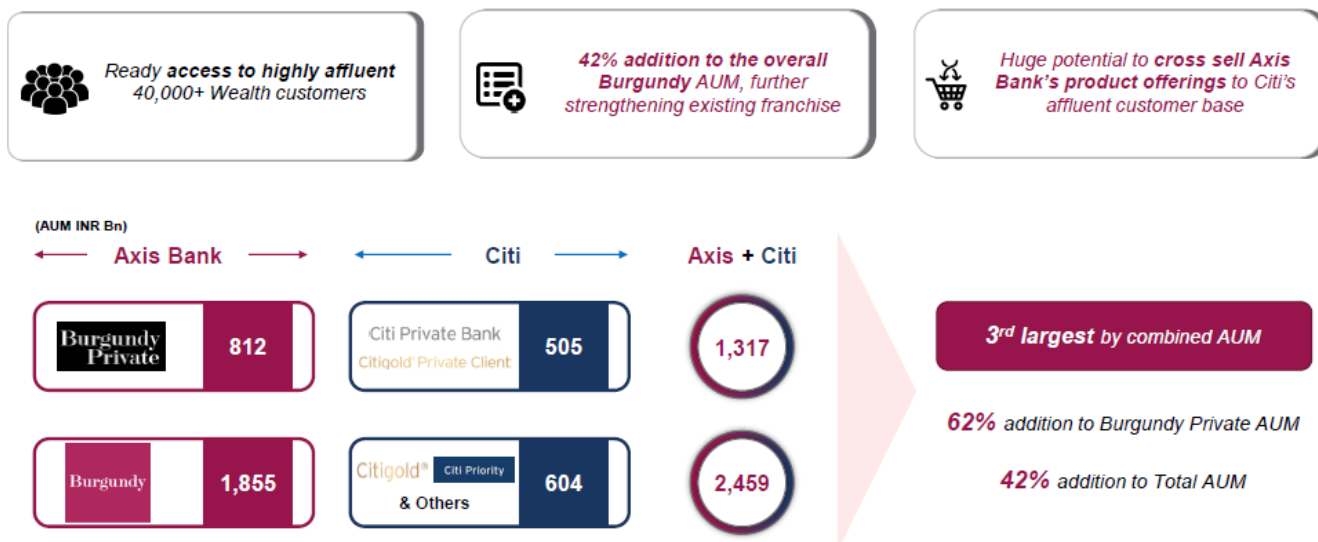 Ready access to highly affluent
40,000+ Wealth customers
42% addition to the overall
Burgundy AUM, further
strengthening existing franchise
Huge potential to cross sell Axis
Bank's product offerings to Citi's
affluent customer base
(AUM INR Bn)
Axis Bank
Citi
Axis + Citi
Burgundy
Private
812
Citi Private Bank
Citigold® Private Client
505
1,317
3rd largest by combined AUM
62% addition to Burgundy Private AUM
Burgundy
1,855
Citigold® Citi Priority
& Others
604
2,459
42% addition to Total AUM